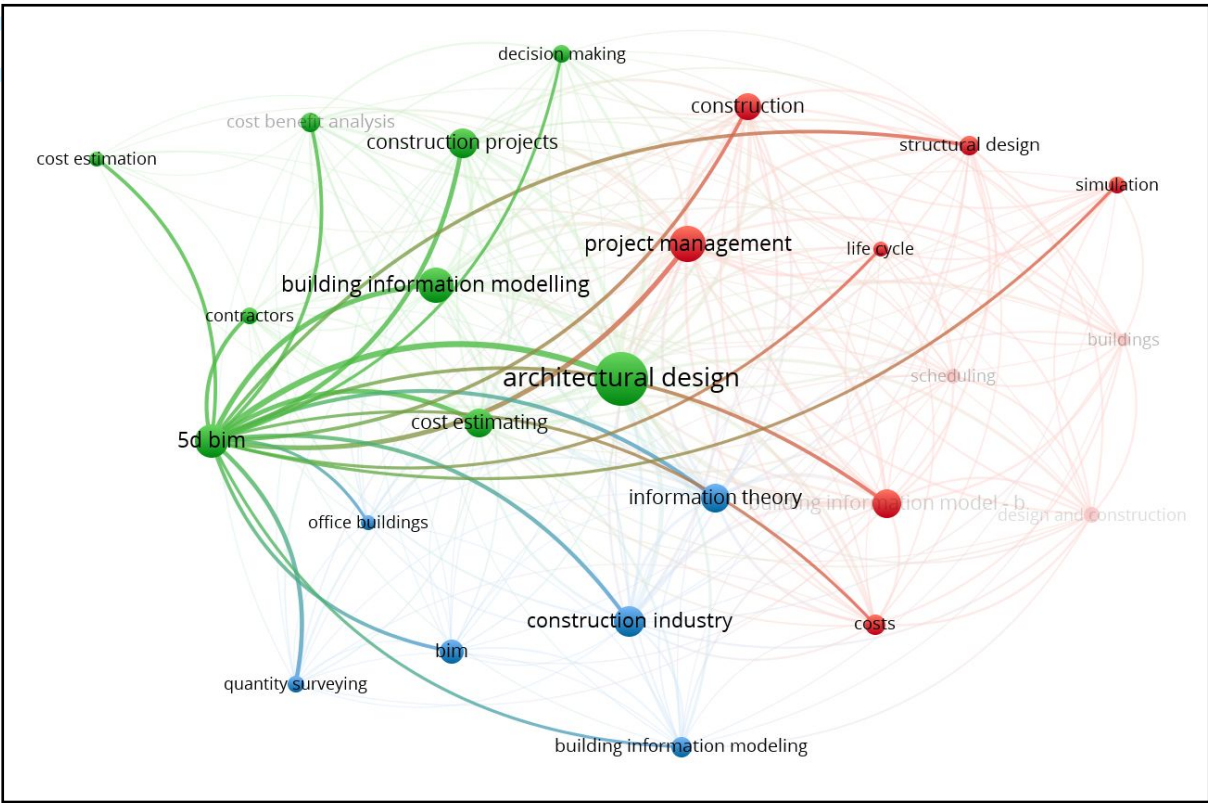 decision making
construction
cost benefit analysis
construction projects
structural design
cost estimation
simulation
project management
life cycle
building information modelling
contractors
buildings
architectural design
scheduling
cost estimating
5d bim
information theory
building information model - b..
design and construction
office buildings
construction industry
costs
bim
quantity surveying
building information modeling